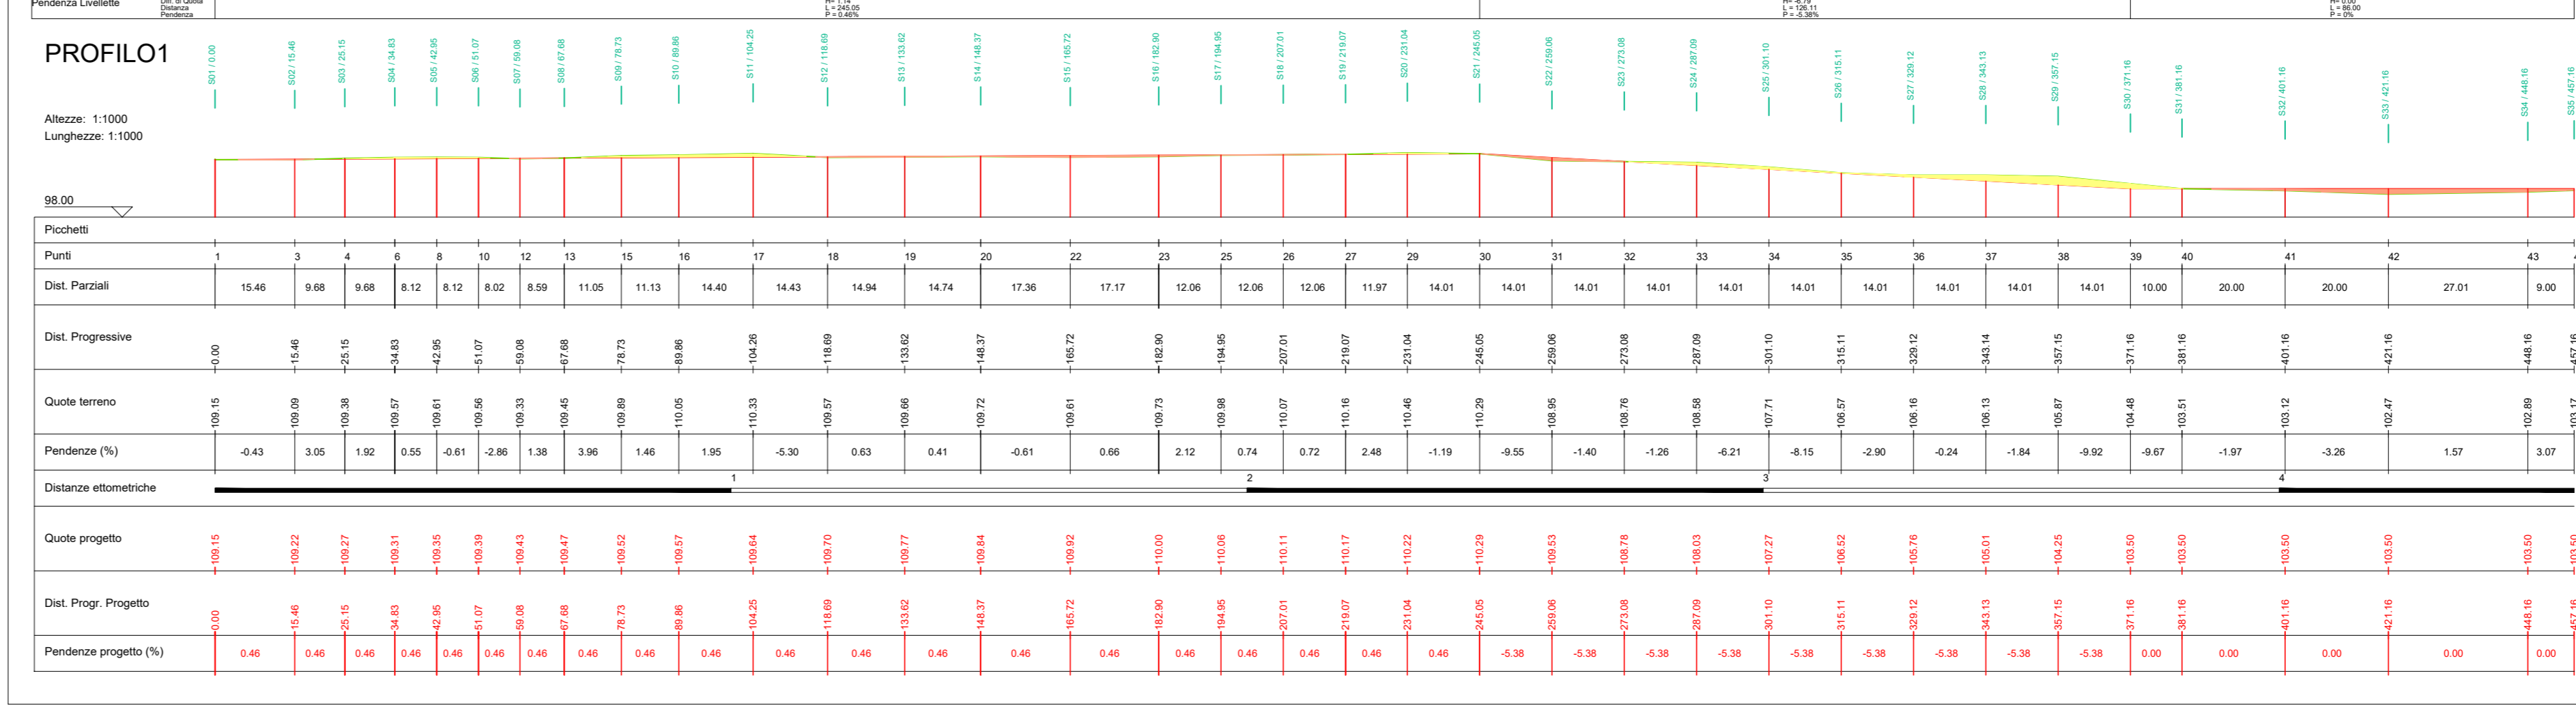 Pendenza Livellette
Diff. di Quota
Distanza
Pendenza
H= 1.14
L = 245.05
P = 0.46%
H= -6.79
L = 126.11
P = -5.38%
H= 0.00
L = 86.00
P = 0%
PROFILO1
S01 / 0.00 S02 / 15.46 S03 / 25.15 S04 / 34.83 S05 / 42.95 S06 / 51.07 S07 / 59.08 S08 / 67.68 S09 / 78.73 S10 / 89.86 S11 / 104.25 S12 / 118.69 S13 / 133.62 S14 / 148.37 S15 / 165.72 S16 / 182.90 S17 / 194.95 S18 / 207.01 S19 / 219.07 S20 / 231.04 S21 / 245.05 S22 / 259.06 S23 / 273.08 S24 / 287.09 S25 / 301.10 S26 / 315.11 S27 / 329.12 S28 / 343.13 S29 / 357.15 S30 / 371.16 S31 / 381.16 S32 / 401.16 S33 / 421.16 S34 / 448.16 S35 / 457.16
Altezze: 1:1000
Lunghezze: 1:1000
98.00
Picchetti
Punti 1 3 4 6 8 10 12 13 15 16 17 18 19 20 22 23 25 26 27 29 30 31 32 33 34 35 36 37 38 39 40 41 42 43
Dist. Parziali 15.46 9.68 9.68 8.12 8.12 8.02 8.59 11.05 11.13 14.40 14.43 14.94 14.74 17.36 17.17 12.06 12.06 12.06 11.97 14.01 14.01 14.01 14.01 14.01 14.01 14.01 14.01 14.01 14.01 10.00 20.00 20.00 27.01 9.00
Dist. Progressive 0.00 15.46 25.15 34.83 42.95 51.07 59.08 67.68 78.73 89.86 104.26 118.69 133.62 148.37 165.72 182.90 194.95 207.01 219.07 231.04 245.05 259.06 273.08 287.09 301.10 315.11 329.12 343.14 357.15 371.16 381.16 401.16 421.16 448.16 457.16
Quote terreno 109.15 109.09 109.38 109.57 109.61 109.56 109.33 109.45 109.89 110.05 110.33 109.57 109.66 109.72 109.61 109.73 109.98 110.07 110.16 110.46 110.29 108.95 108.76 108.58 107.71 106.57 106.16 106.13 105.87 104.48 103.51 103.12 102.47 102.89 103.17
Pendenze (%) -0.43 3.05 1.92 0.55 -0.61 -2.86 1.38 3.96 1.46 1.95 -5.30 0.63 0.41 -0.61 0.66 2.12 0.74 0.72 2.48 -1.19 -9.55 -1.40 -1.26 -6.21 -8.15 -2.90 -0.24 -1.84 -9.92 -9.67 -1.97 -3.26 1.57 3.07
Distanze ettometriche 1 2 3 4
Quote progetto 109.15 109.22 109.27 109.31 109.35 109.39 109.43 109.47 109.52 109.57 109.64 109.70 109.77 109.84 109.92 110.00 110.06 110.11 110.17 110.22 110.29 109.53 108.78 108.03 107.27 106.52 105.76 105.01 104.25 103.50 103.50 103.50 103.50 103.50 103.50
Dist. Progr. Progetto 0.00 15.46 25.15 34.83 42.95 51.07 59.08 67.68 78.73 89.86 104.25 118.69 133.62 148.37 165.72 182.90 194.95 207.01 219.07 231.04 245.05 259.06 273.08 287.09 301.10 315.11 329.12 343.13 357.15 371.16 381.16 401.16 421.16 448.16 457.16
Pendenze progetto (%) 0.46 0.46 0.46 0.46 0.46 0.46 0.46 0.46 0.46 0.46 0.46 0.46 0.46 0.46 0.46 0.46 0.46 0.46 0.46 0.46 -5.38 -5.38 -5.38 -5.38 -5.38 -5.38 -5.38 -5.38 -5.38 0.00 0.00 0.00 0.00 0.00